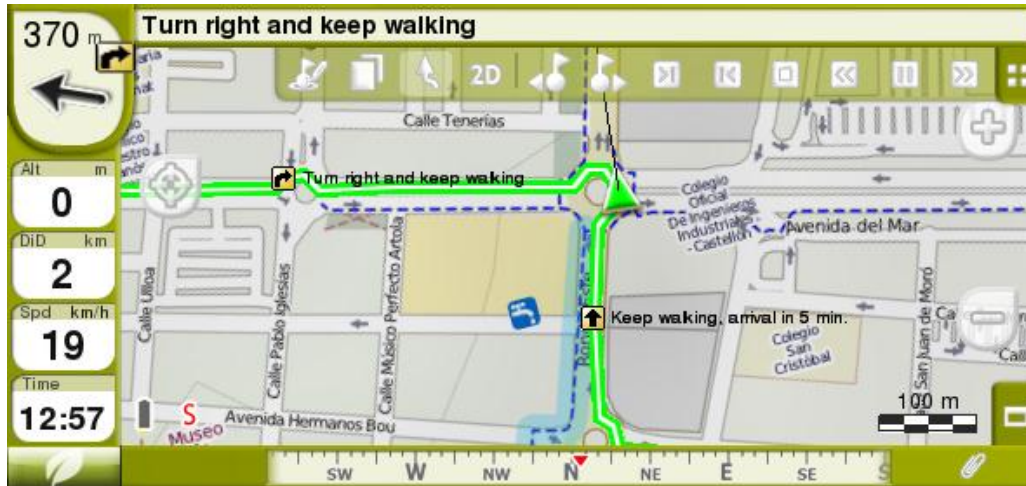 370 m
Turn right and keep walking
2D
Calle Tenerías
Alt m
0
Turn right and keep walking
Colegio
Oficial
De Ingenieros
Industriales
-Castellón
Avenida del Mar
DiD km
2
Calle Ulloa
Calle Pablo Iglesias
Calle Músico Perfecto Artola
Spd km/h
19
Keep walking, arrival in 5 min.
Colegio
San
Cristóbal
San Juan de Moró
Time
12:57
S
Museo
Avenida Hermanos Bou
100 m
SW W NW N NE E SE S